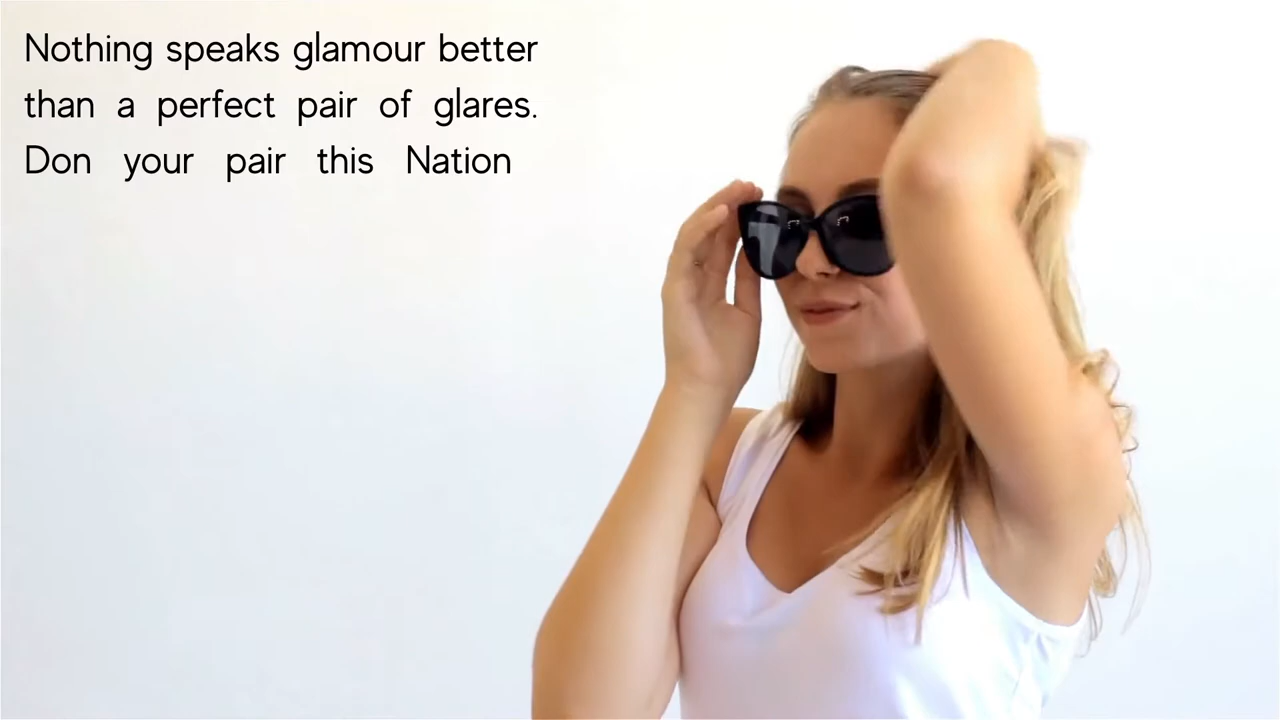 Nothing speaks glamour better
than a perfect pair of glares.
Don your pair this Nation